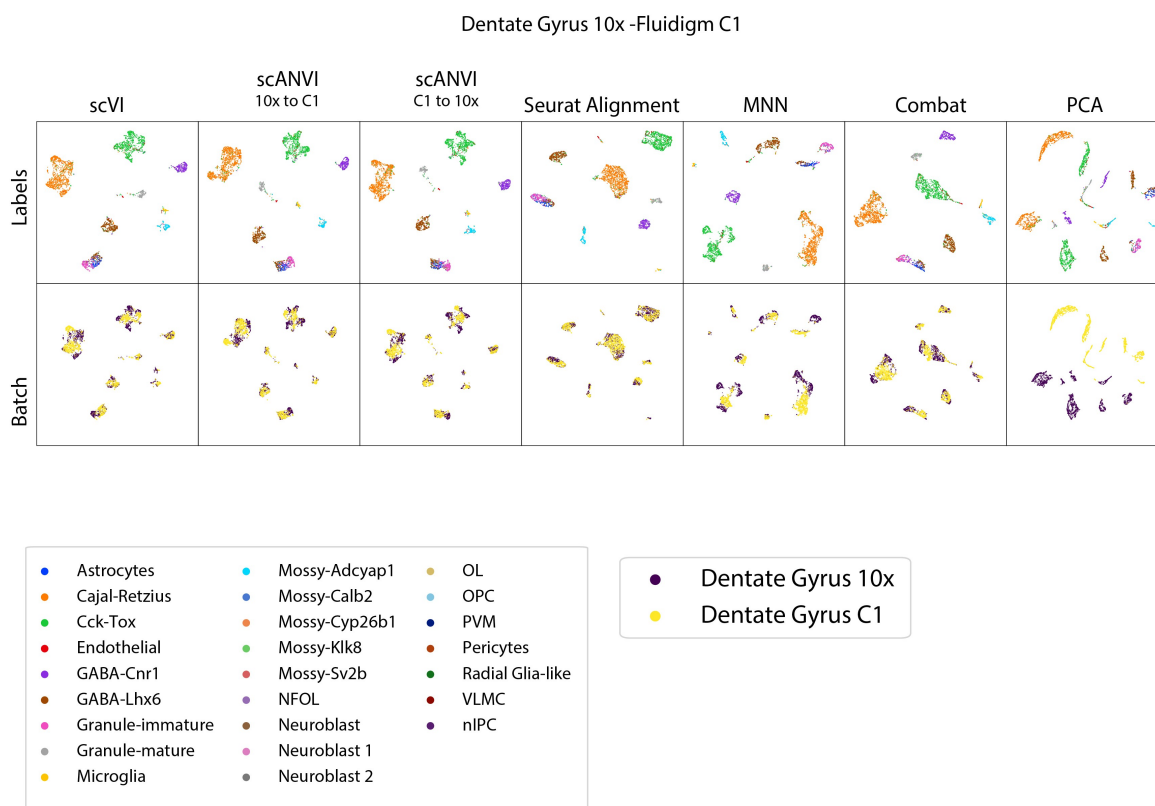 Dentate Gyrus 10x -Fluidigm C1
scVI
scANVI
10x to C1
scANVI
C1 to 10x
Seurat Alignment
MNN
Combat
PCA
Labels
Batch
Astrocytes
Cajal-Retzius
Cck-Tox
Endothelial
GABA-Cnr1
GABA-Lhx6
Granule-immature
Granule-mature
Microglia
Mossy-Adcyap1
Mossy-Calb2
Mossy-Cyp26b1
Mossy-Klk8
Mossy-Sv2b
NFOL
Neuroblast
Neuroblast 1
Neuroblast 2
OL
OPC
PVM
Pericytes
Radial Glia-like
VLMC
nIPC
Dentate Gyrus 10x
Dentate Gyrus C1